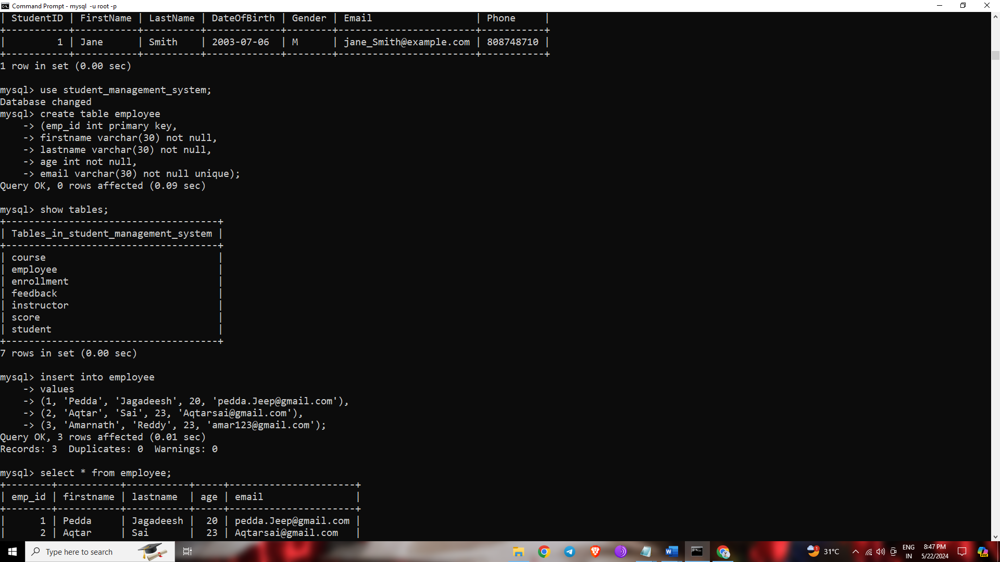 Command Prompt - mysql  -u root -p
| StudentID | FirstName | LastName | DateOfBirth | Gender | Email                  | Phone     |
+-----------+-----------+----------+-------------+--------+------------------------+-----------+
|         1 | Jane      | Smith    | 2003-07-06  | M      | jane_Smith@example.com | 808748710 |
+-----------+-----------+----------+-------------+--------+------------------------+-----------+
1 row in set (0.00 sec)

mysql> use student_management_system;
Database changed
mysql> create table employee
    -> (emp_id int primary key,
    -> firstname varchar(30) not null,
    -> lastname varchar(30) not null,
    -> age int not null,
    -> email varchar(30) not null unique);
Query OK, 0 rows affected (0.09 sec)

mysql> show tables;
+-------------------------------------+
| Tables_in_student_management_system |
+-------------------------------------+
| course                              |
| employee                            |
| enrollment                          |
| feedback                            |
| instructor                          |
| score                               |
| student                             |
+-------------------------------------+
7 rows in set (0.00 sec)

mysql> insert into employee
    -> values
    -> (1, 'Pedda', 'Jagadeesh', 20, 'pedda.Jeep@gmail.com'),
    -> (2, 'Aqtar', 'Sai', 23, 'Aqtarsai@gmail.com'),
    -> (3, 'Amarnath', 'Reddy', 23, 'amar123@gmail.com');
Query OK, 3 rows affected (0.01 sec)
Records: 3  Duplicates: 0  Warnings: 0

mysql> select * from employee;
+--------+-----------+-----------+-----+----------------------+
| emp_id | firstname | lastname  | age | email                |
+--------+-----------+-----------+-----+----------------------+
|      1 | Pedda     | Jagadeesh |  20 | pedda.Jeep@gmail.com |
|      2 | Aqtar     | Sai       |  23 | Aqtarsai@gmail.com   |
Type here to search
31°C
ENG
IN
8:47 PM
5/22/2024